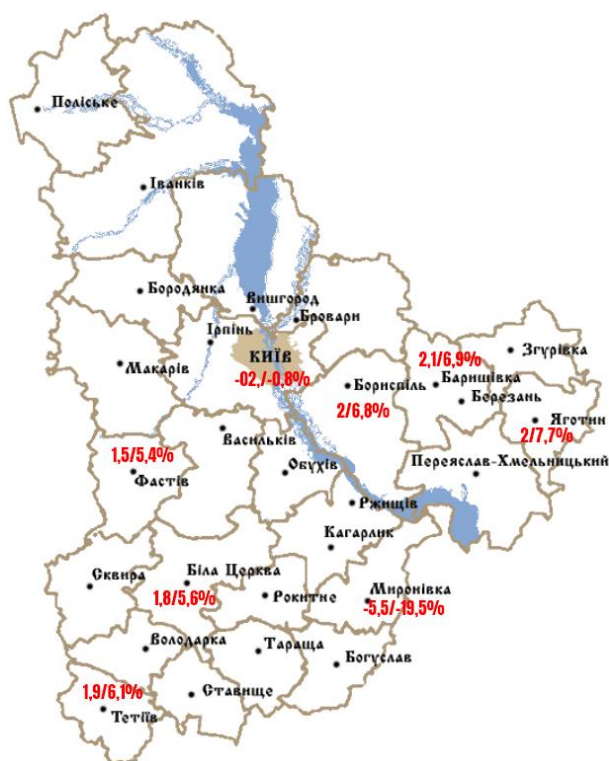 Поліське
Іванків
Бородянка
Вишгород
Бровари
Ірпінь
Макарів
КИЇВ
-02,/-0,8%
Бориспіль
2/6,8%
2,1/6,9%
Баришівка
Березань
Згурівка
Яготин
2/7,7%
Васильків
1,5/5,4%
Фастів
Обухів
Переяслав-Хмельницький
Ржищів
Кагарлик
Сквира
Біла Церква
1,8/5,6%
Рокитне
Миронівка
-5,5/-19,5%
Володарка
Тараща
Богуслав
1,9/6,1%
Тетіїв
Ставище